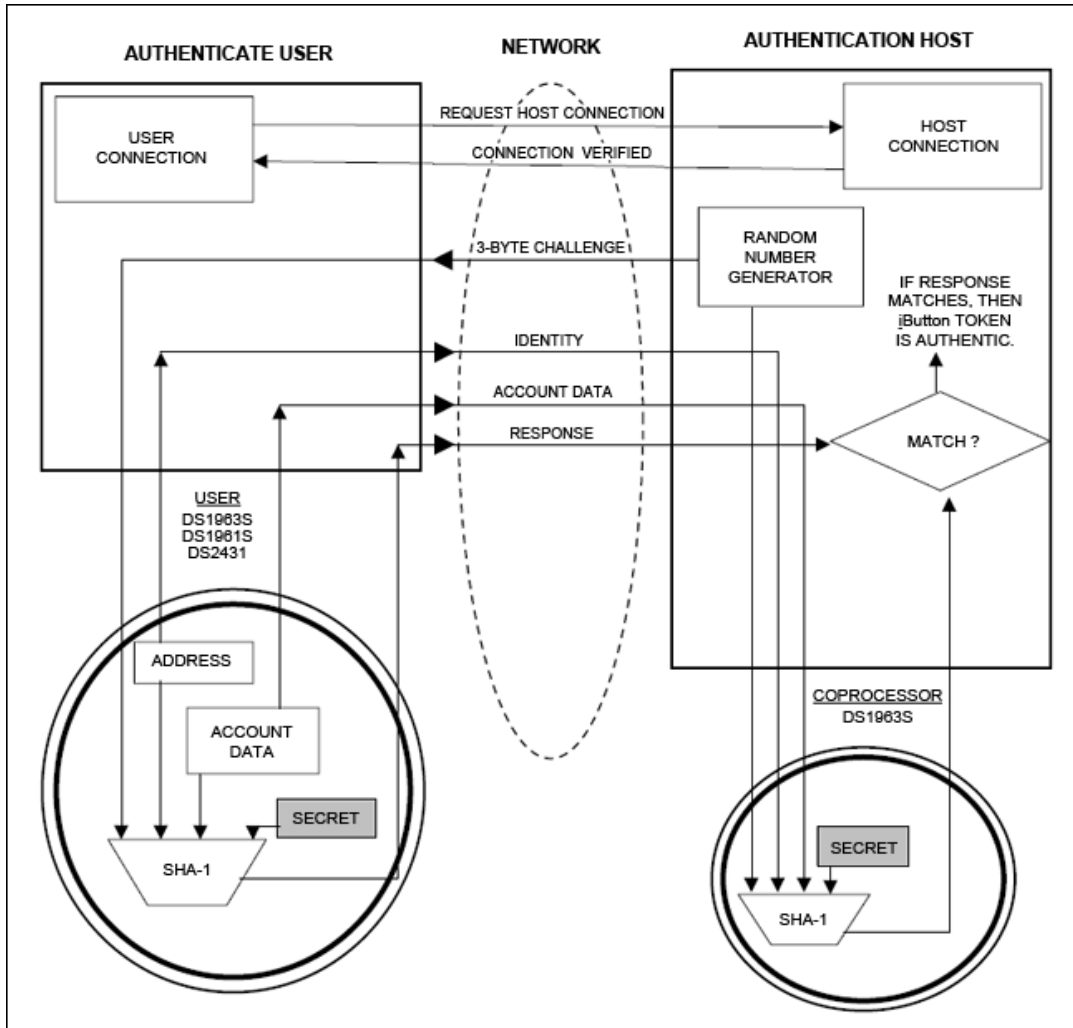 AUTHENTICATE USER
NETWORK
AUTHENTICATION HOST
USER
CONNECTION
REQUEST HOST CONNECTION
CONNECTION VERIFIED
HOST
CONNECTION
3-BYTE CHALLENGE
RANDOM
NUMBER
GENERATOR
IF RESPONSE
MATCHES, THEN
iButton TOKEN
IS AUTHENTIC.
IDENTITY
ACCOUNT DATA
RESPONSE
MATCH ?
USER
DS1963S
DS1961S
DS2431
ADDRESS
ACCOUNT
DATA
SECRET
SHA-1
COPROCESSOR
DS1963S
SECRET
SHA-1